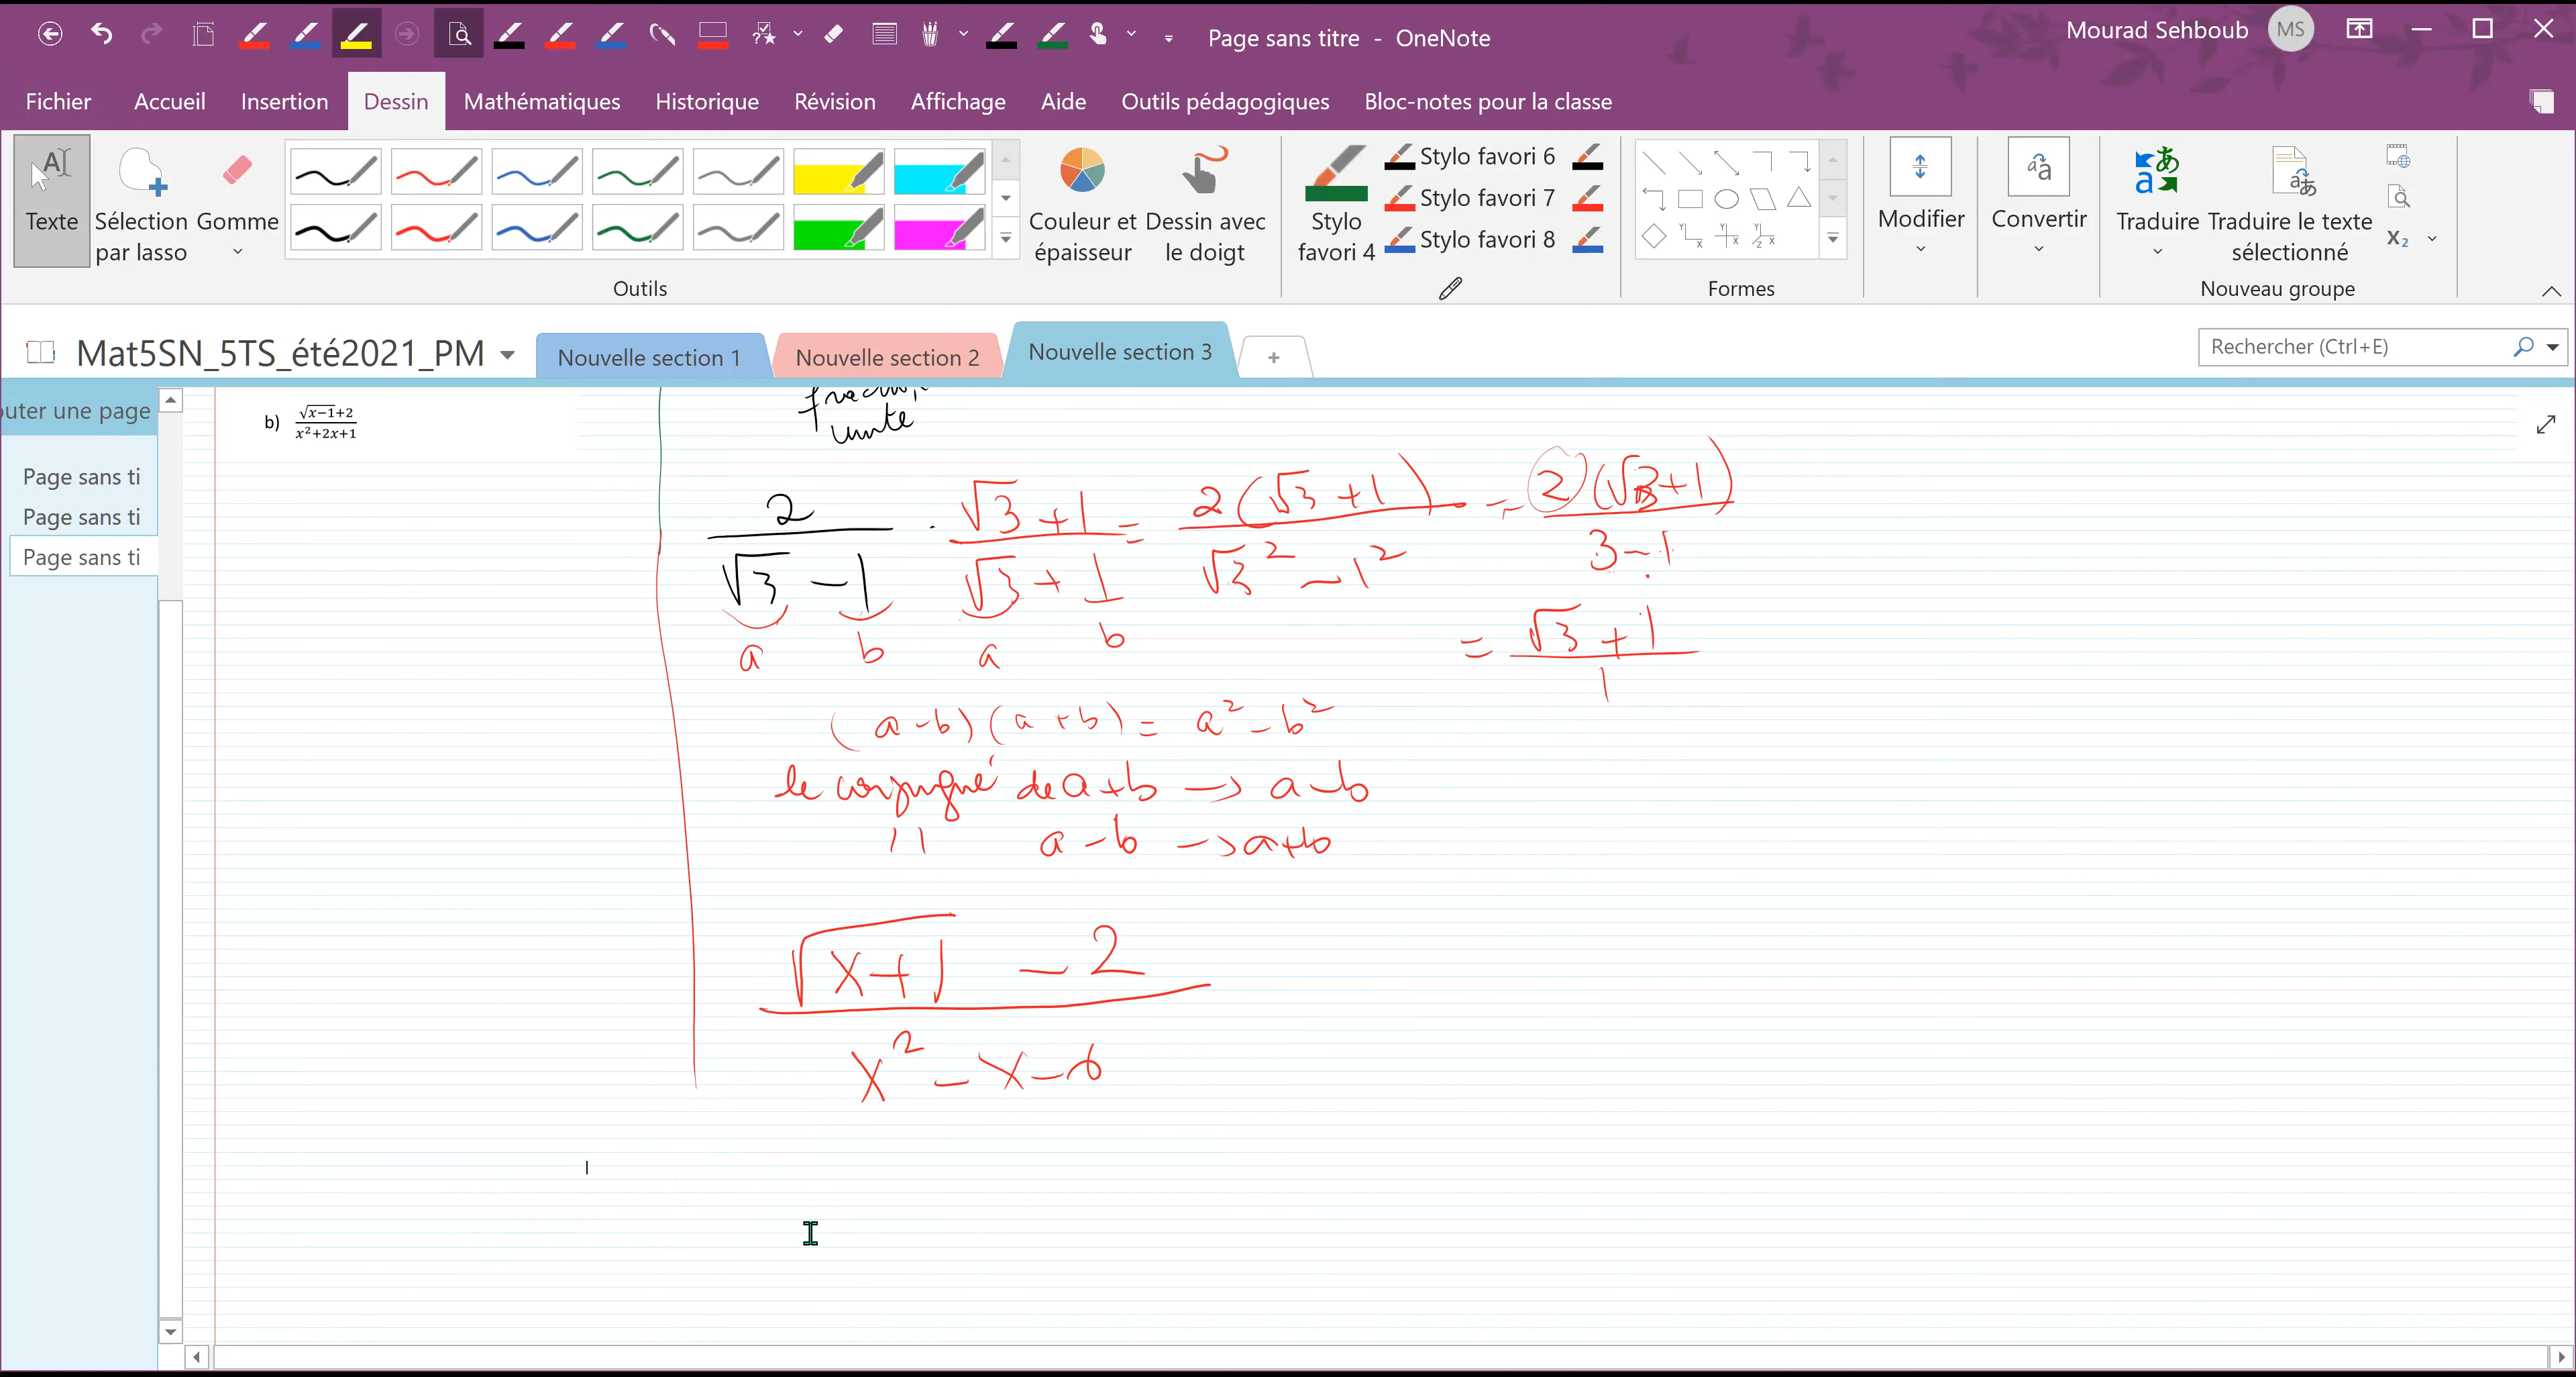 Page sans titre - OneNote
Mourad Sehboub MS
Fichier Accueil Insertion Dessin Mathématiques Historique Révision Affichage Aide Outils pédagogiques Bloc-notes pour la classe
Texte
Sélection par lasso
Gomme
Couleur et épaisseur
Dessin avec le doigt
Stylo favori 4
Stylo favori 6
Stylo favori 7
Stylo favori 8
Modifier
Convertir
Traduire
Traduire le texte sélectionné
Outils
Formes
Nouveau groupe
Mat5SN_5TS_été2021_PM
Nouvelle section 1
Nouvelle section 2
Nouvelle section 3
+
Rechercher (Ctrl+E)
outer une page
Page sans ti
Page sans ti
Page sans ti
b) (√(x-1)+2)/(x²+2x+1)
unité
2/(√3 - 1) · (√3 + 1)/(√3 + 1) = 2(√3 + 1)/(√3² - 1²) = 2(√3 + 1)/(3 - 1)
a b a b
= (√3 + 1)/1
(a - b)(a + b) = a² - b²
le conjugué de a + b → a - b
" a - b → a + b
(√(x+1) - 2)/(x² - x - 6)